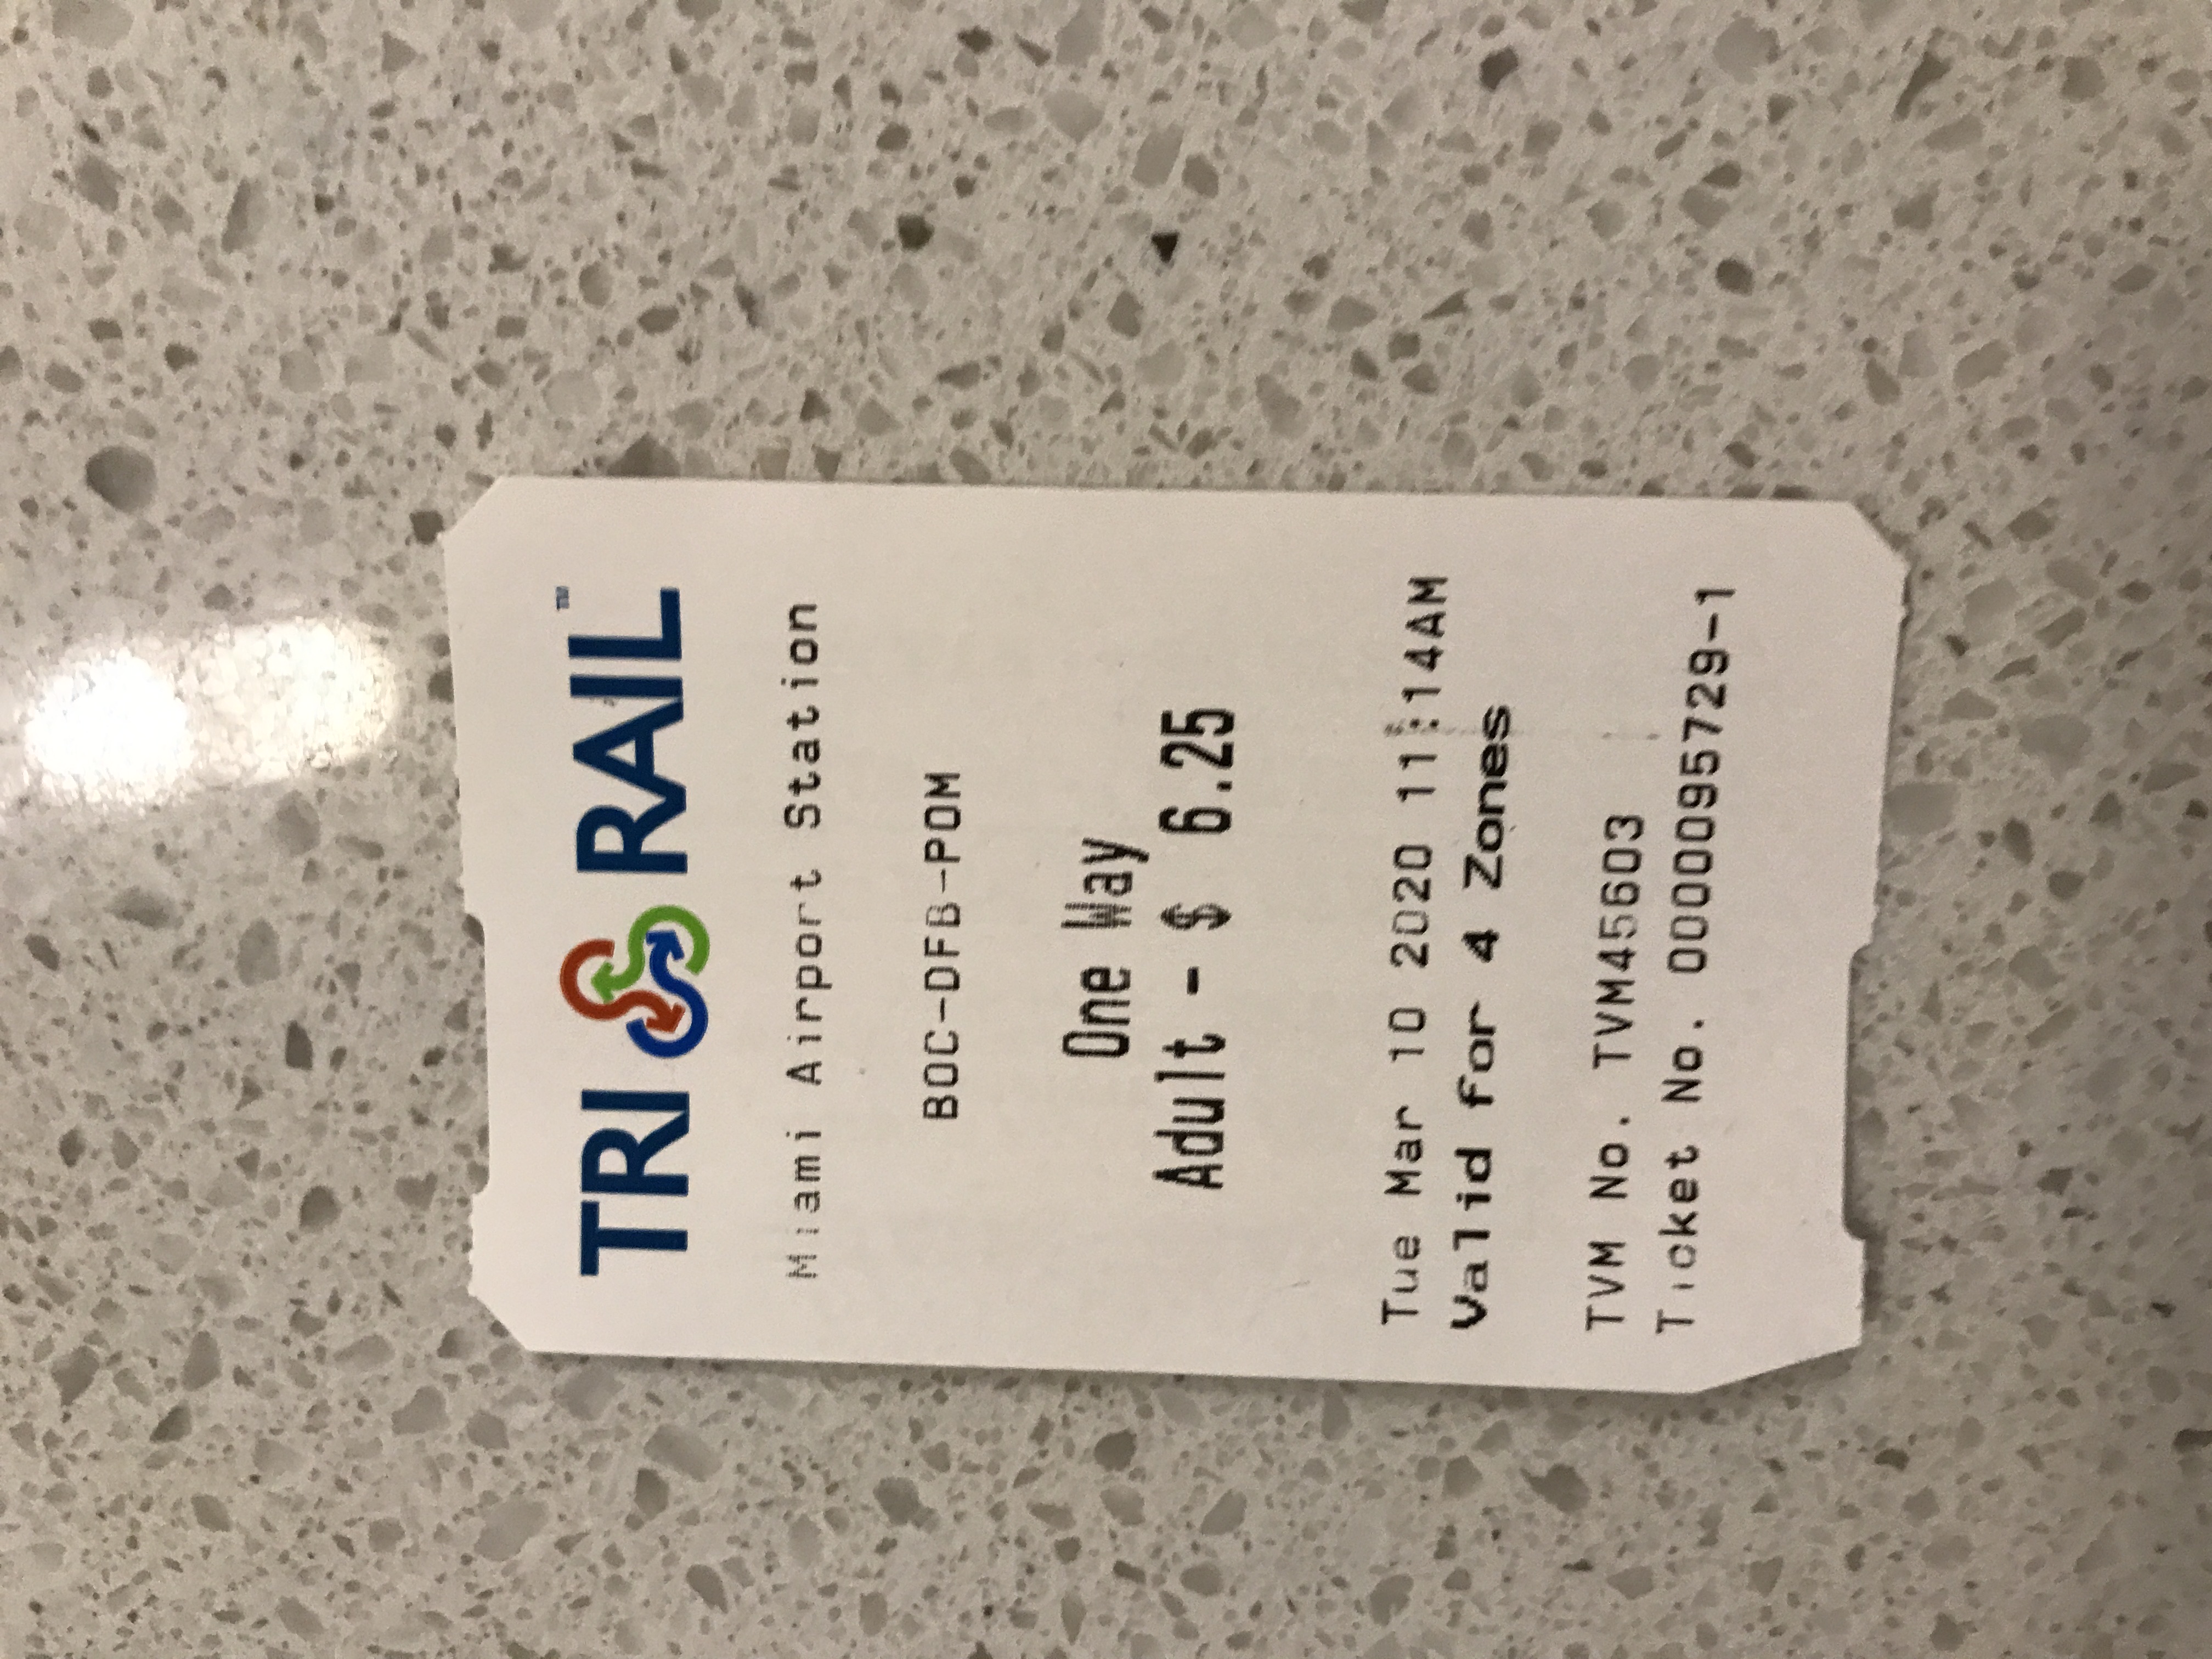 TRI RAIL™
Miami Airport Station
BOC-DFB-POM
One Way
Adult - $ 6.25
Tue Mar 10 2020 11:14AM
Valid for 4 Zones
TVM No. TVM45603
Ticket No. 0000095729-1